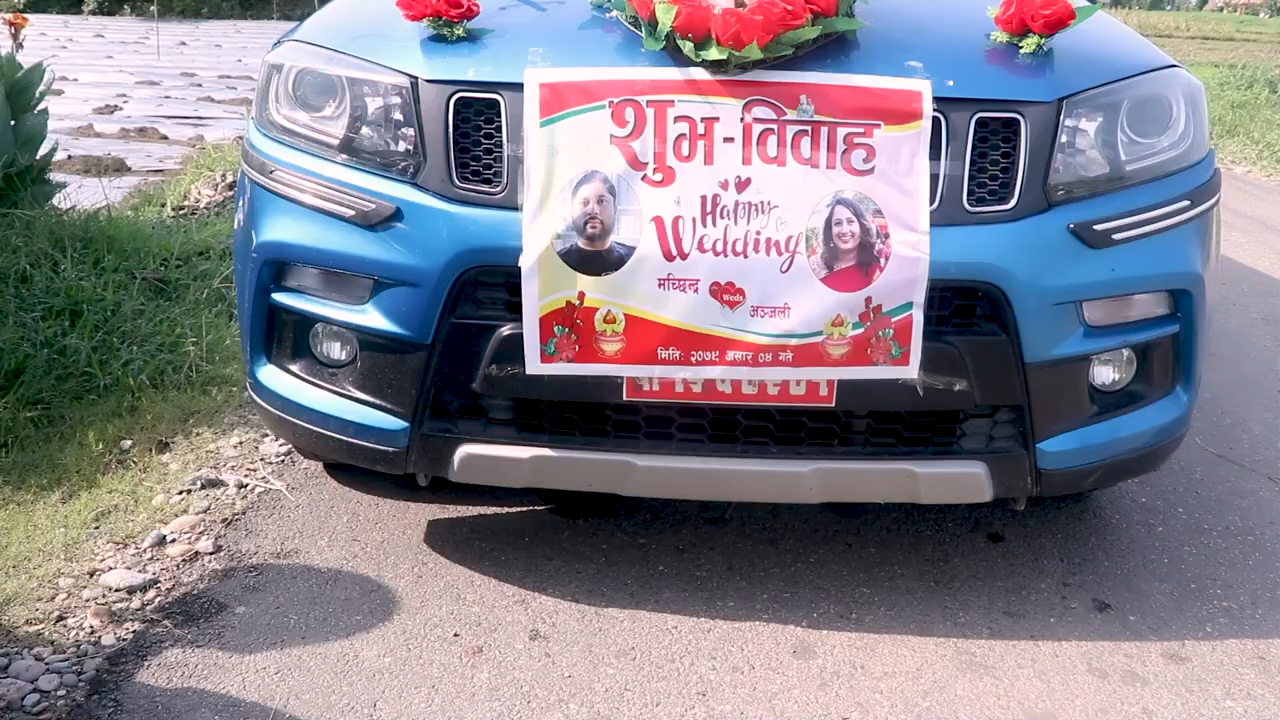 शुभ-विवाह
Happy
Wedding
मच्छिन्द्र
Weds
अञ्जली
मितिः २०७९ असार ०४ गते